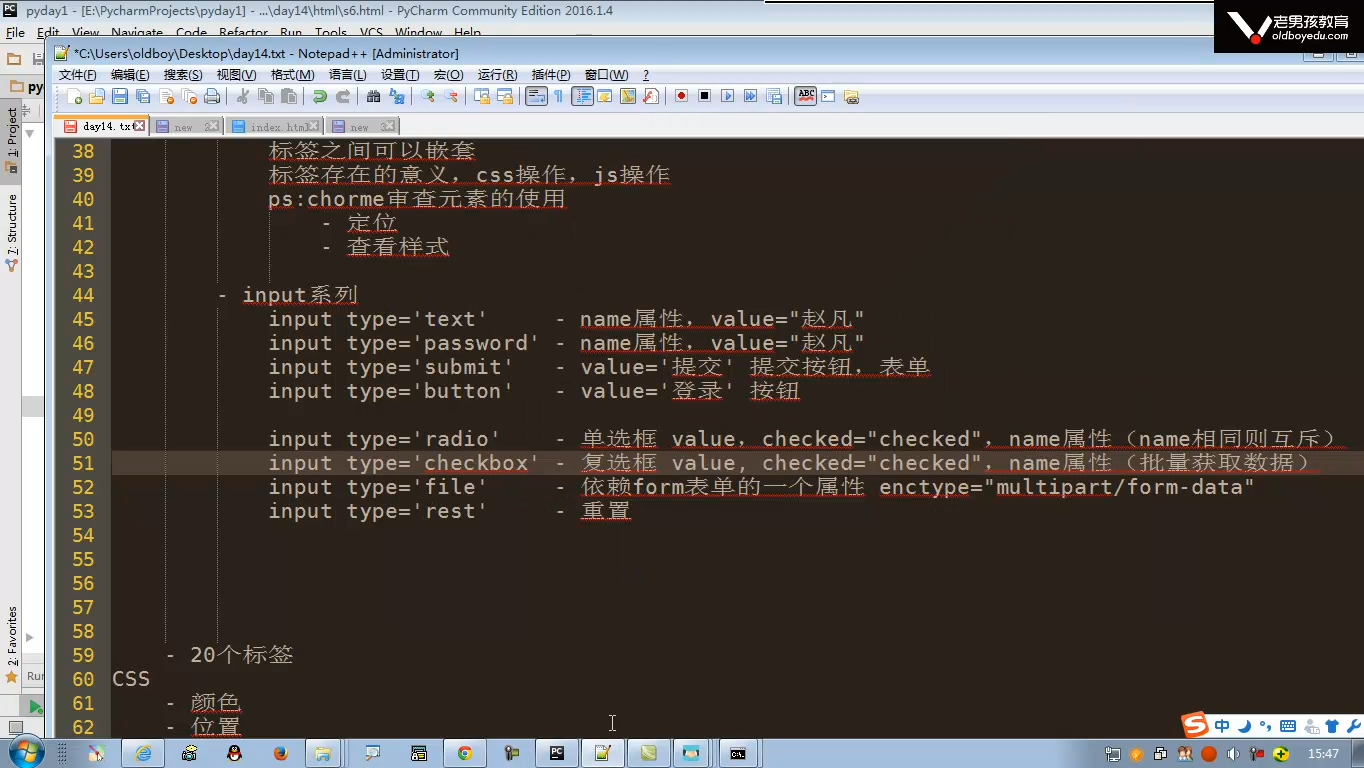 pyday1 - [E:\PycharmProjects\pyday1] - ...\day14\html\s6.html - PyCharm Community Edition 2016.1.4
File Edit View Navigate Code Refactor Run Tools VCS Window Help
老男孩教育
oldboyedu.com
*C:\Users\oldboy\Desktop\day14.txt - Notepad++ [Administrator]
文件(F) 编辑(E) 搜索(S) 视图(V) 格式(M) 语言(L) 设置(T) 宏(O) 运行(R) 插件(P) 窗口(W) ?
py
day14.txt new 2 index.html new 3
1: Project
7: Structure
2: Favorites
Run
38 标签之间可以嵌套
39 标签存在的意义，css操作，js操作
40 ps:chorme审查元素的使用
41 - 定位
42 - 查看样式
43
44 - input系列
45 input type='text' - name属性，value="赵凡"
46 input type='password' - name属性，value="赵凡"
47 input type='submit' - value='提交' 提交按钮，表单
48 input type='button' - value='登录' 按钮
49
50 input type='radio' - 单选框 value，checked="checked"，name属性（name相同则互斥）
51 input type='checkbox' - 复选框 value, checked="checked"，name属性（批量获取数据）
52 input type='file' - 依赖form表单的一个属性 enctype="multipart/form-data"
53 input type='rest' - 重置
54
55
56
57
58
59 - 20个标签
60 CSS
61 - 颜色
62 - 位置
中
15:47